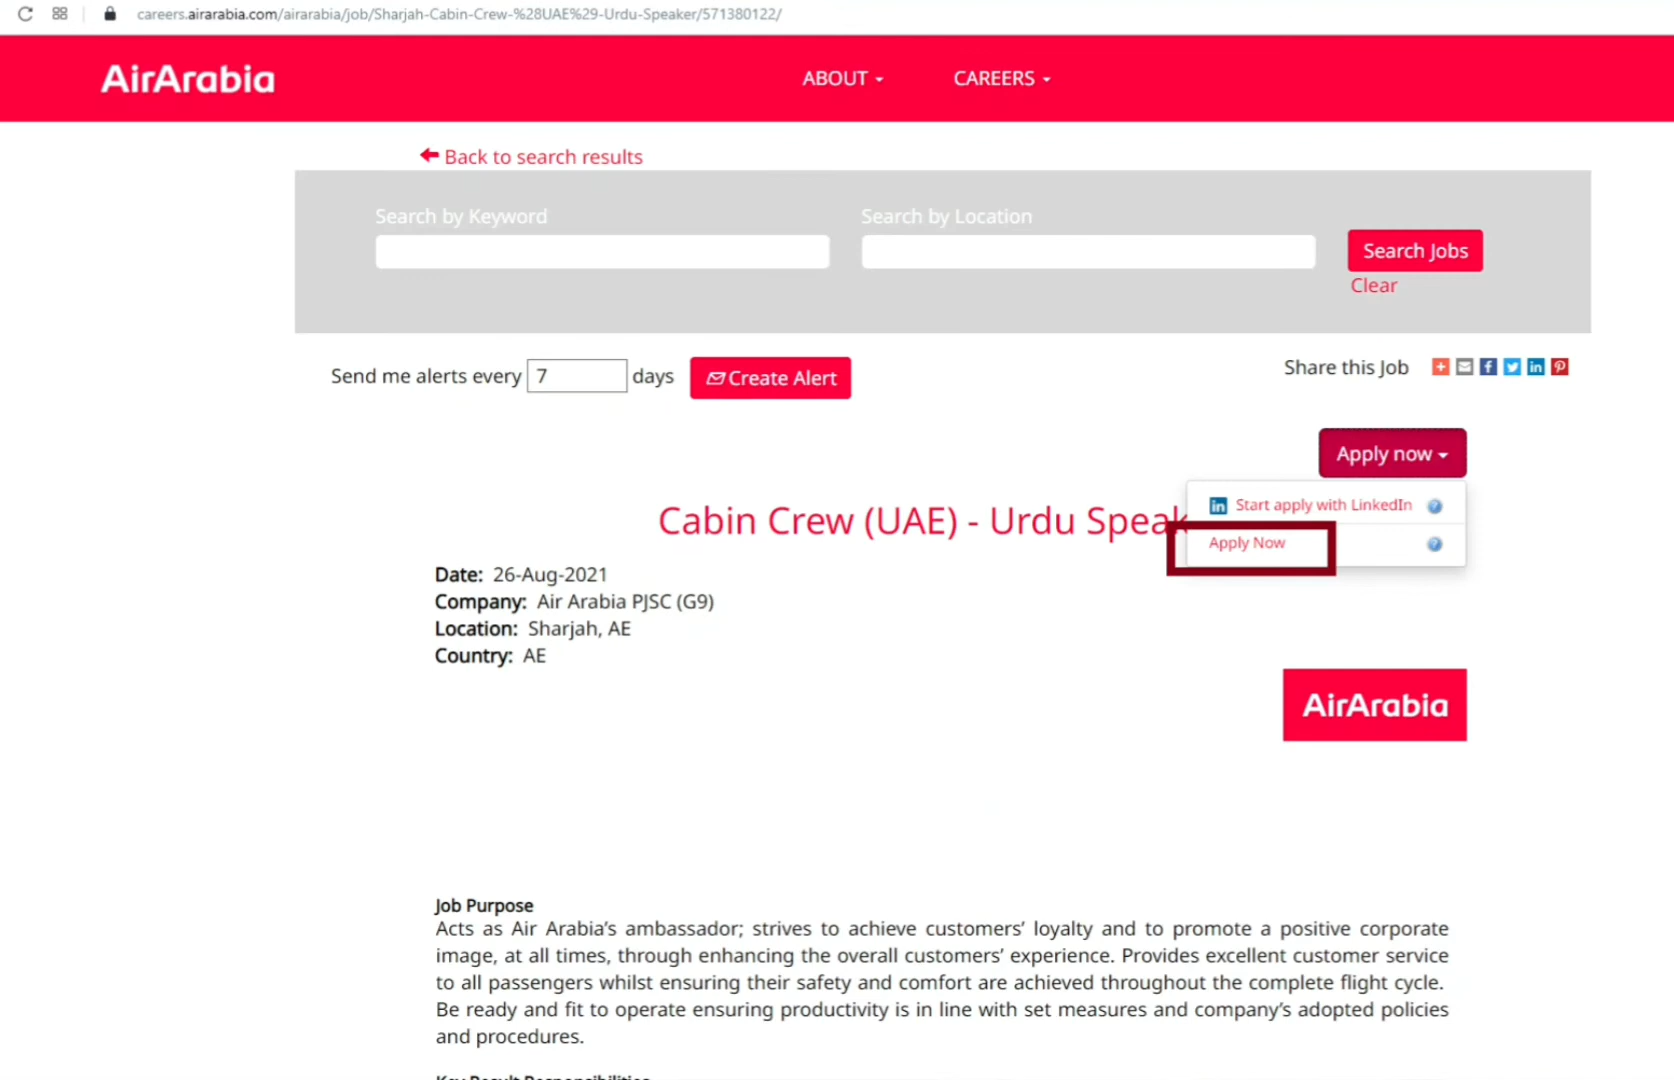 careers.airarabia.com/airarabia/job/Sharjah-Cabin-Crew-%28UAE%29-Urdu-Speaker/571380122/
AirArabia
ABOUT
CAREERS
Back to search results
Search by Keyword
Search by Location
Search Jobs
Clear
Send me alerts every 7 days
Create Alert
Share this Job
Apply now
Start apply with LinkedIn
Apply Now
Cabin Crew (UAE) - Urdu
Date: 26-Aug-2021
Company: Air Arabia PJSC (G9)
Location: Sharjah, AE
Country: AE
AirArabia
Job Purpose
Acts as Air Arabia’s ambassador; strives to achieve customers’ loyalty and to promote a positive corporate
image, at all times, through enhancing the overall customers’ experience. Provides excellent customer service
to all passengers whilst ensuring their safety and comfort are achieved throughout the complete flight cycle.
Be ready and fit to operate ensuring productivity is in line with set measures and company’s adopted policies
and procedures.